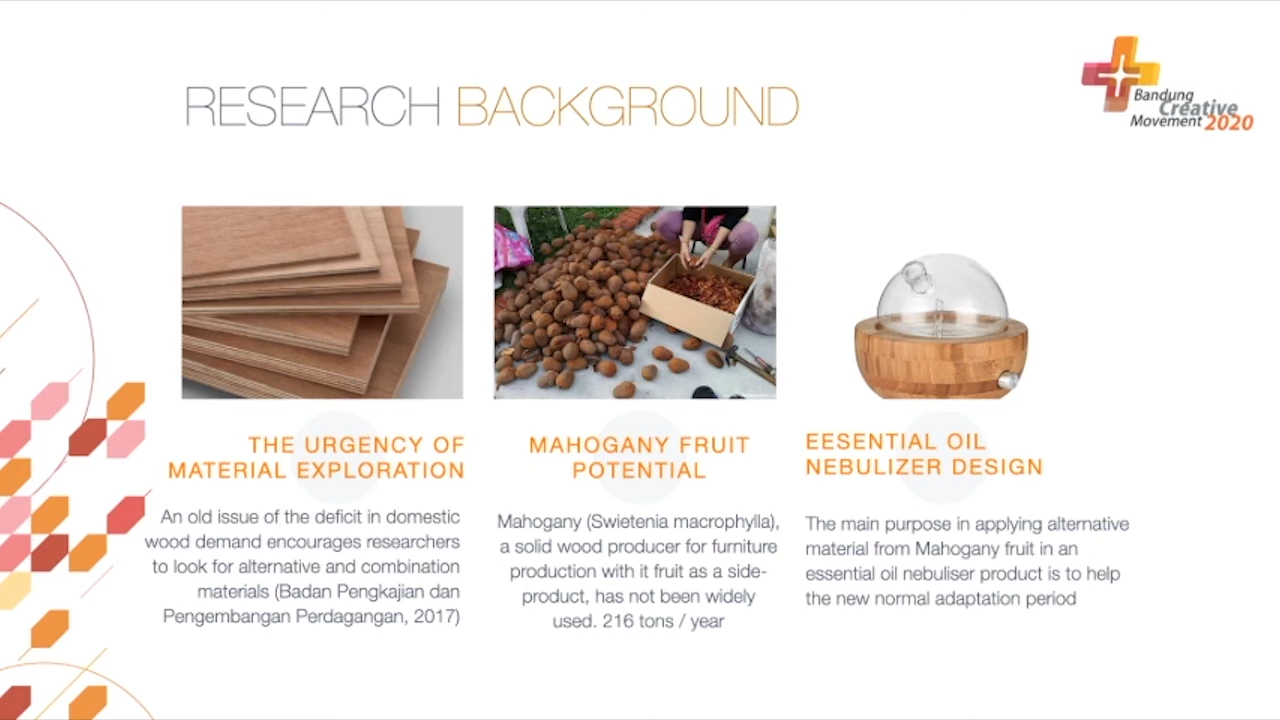 RESEARCH BACKGROUND
Bandung
Creative
Movement 2020
THE URGENCY OF
MATERIAL EXPLORATION
An old issue of the deficit in domestic
wood demand encourages researchers
to look for alternative and combination
materials (Badan Pengkajian dan
Pengembangan Perdagangan, 2017)
MAHOGANY FRUIT
POTENTIAL
Mahogany (Swietenia macrophylla),
a solid wood producer for furniture
production with it fruit as a side-
product, has not been widely
used. 216 tons / year
EESENTIAL OIL
NEBULIZER DESIGN
The main purpose in applying alternative
material from Mahogany fruit in an
essential oil nebuliser product is to help
the new normal adaptation period